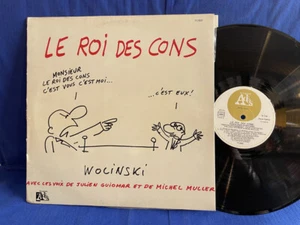 LE ROI DES CONS
MONSIEUR
LE ROI DES CONS
C'EST VOUS C'EST MOI...
...C'EST EUX!
WOLINSKI
AVEC LES VOIX DE JULIEN GUIOMAR ET DE MICHEL MULLER